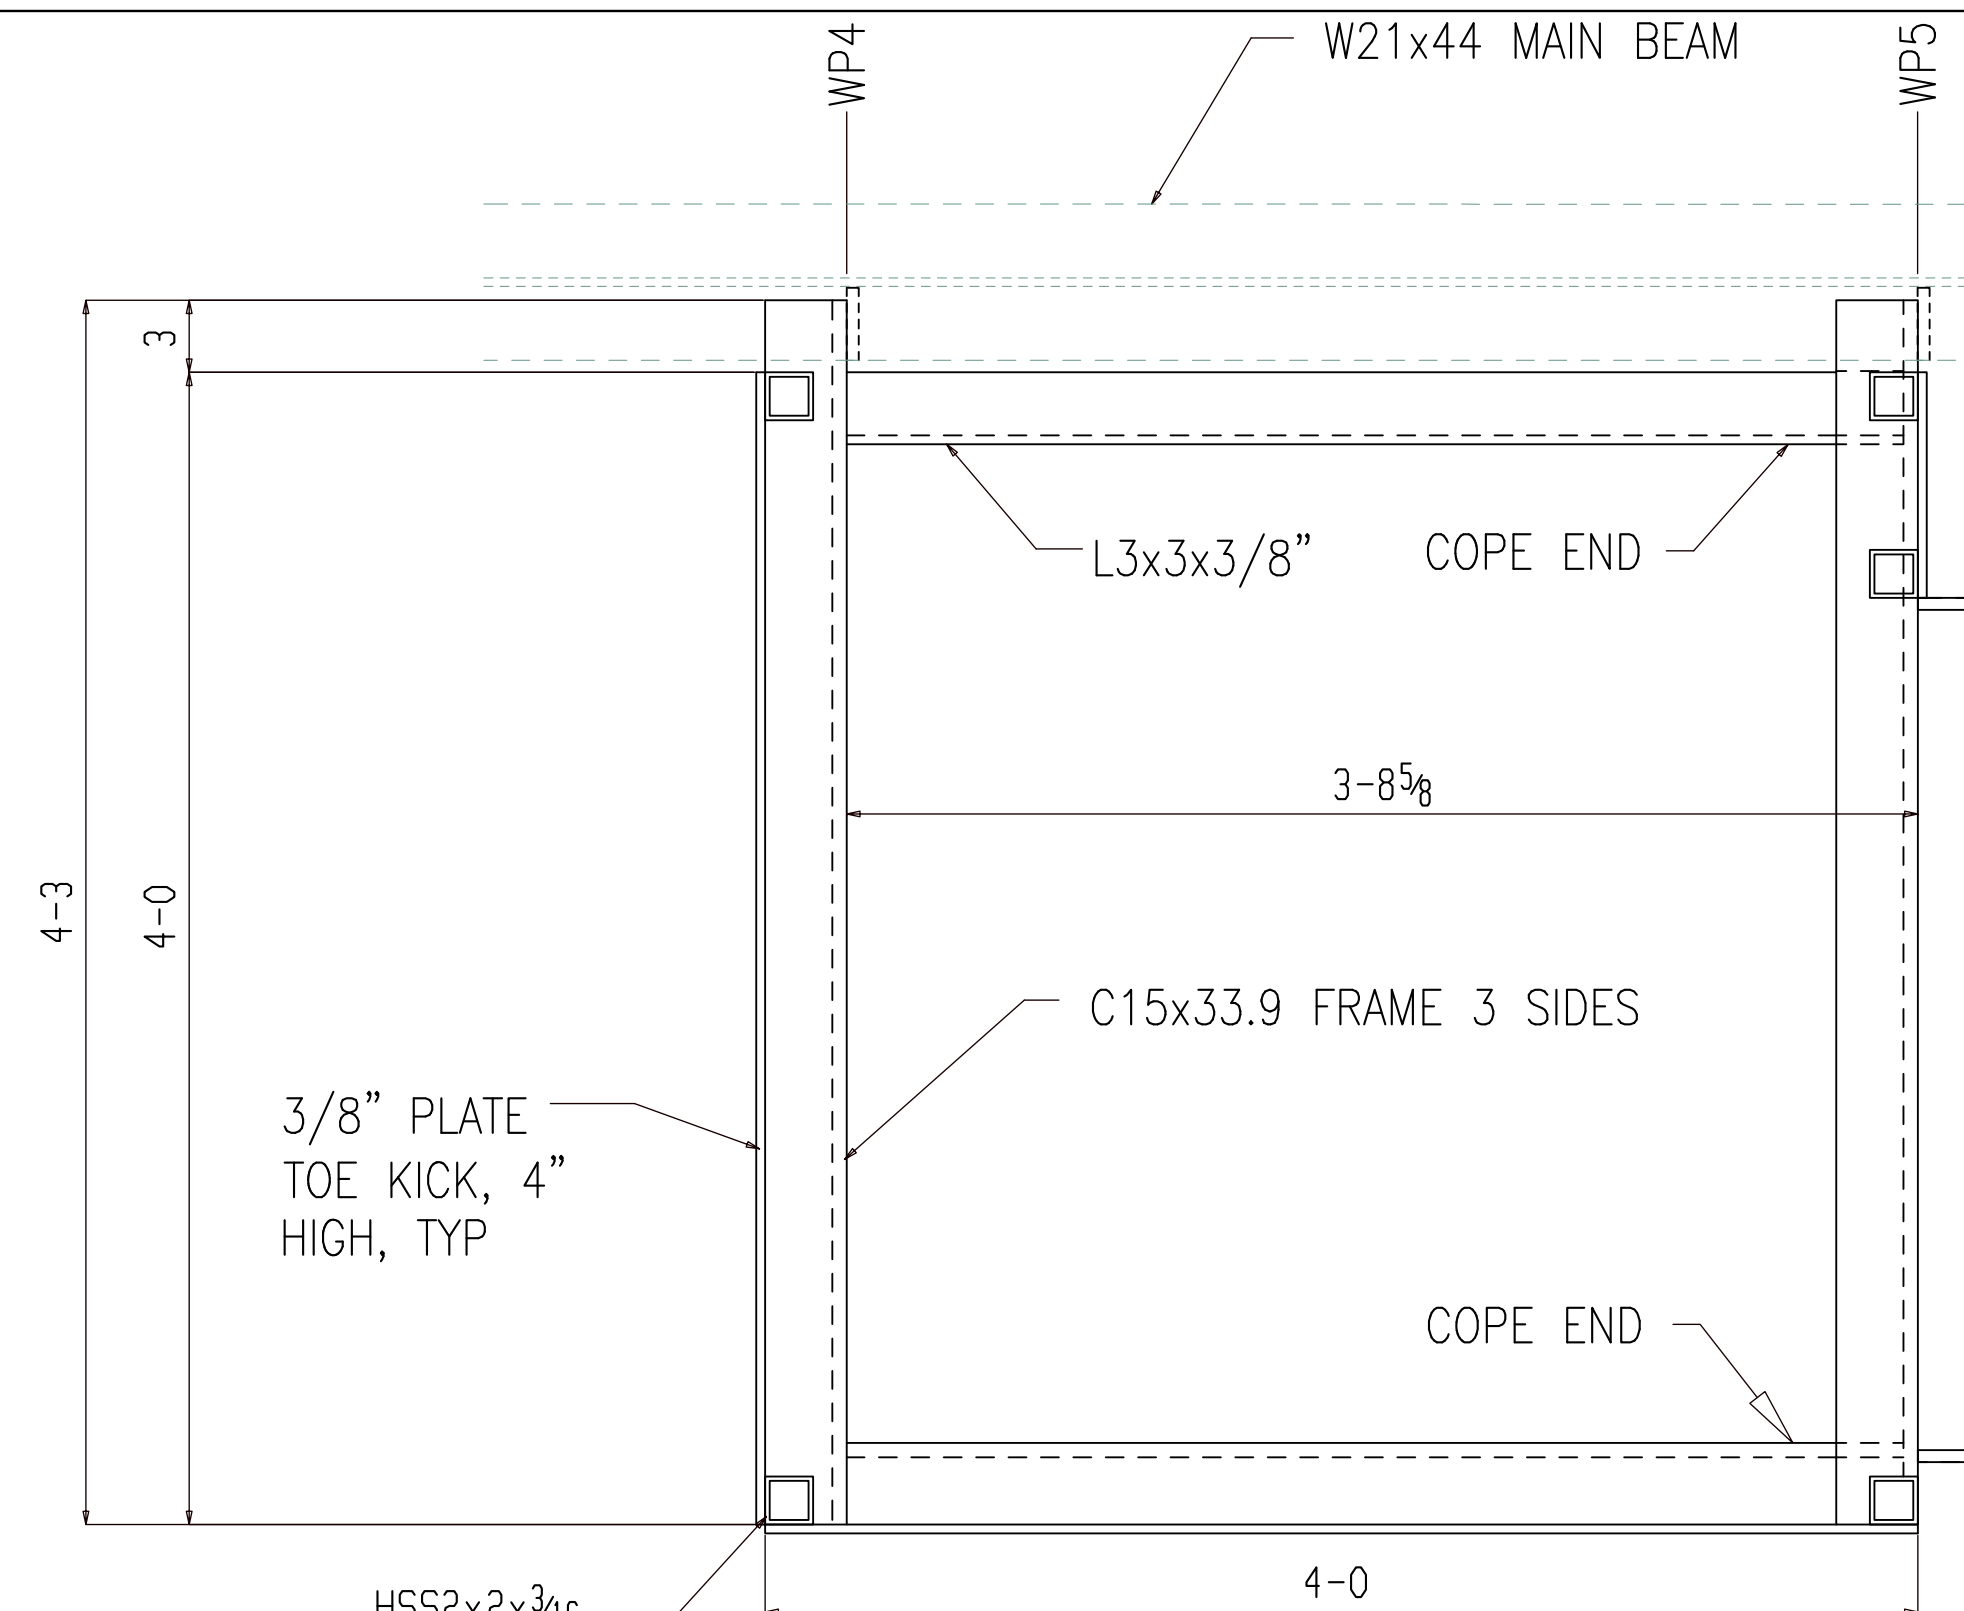 WP4
W21x44 MAIN BEAM
WP5
3
L3x3x3/8”
COPE END
3-8⅝
4-3
4-0
C15x33.9 FRAME 3 SIDES
3/8” PLATE
TOE KICK, 4”
HIGH, TYP
COPE END
4-0